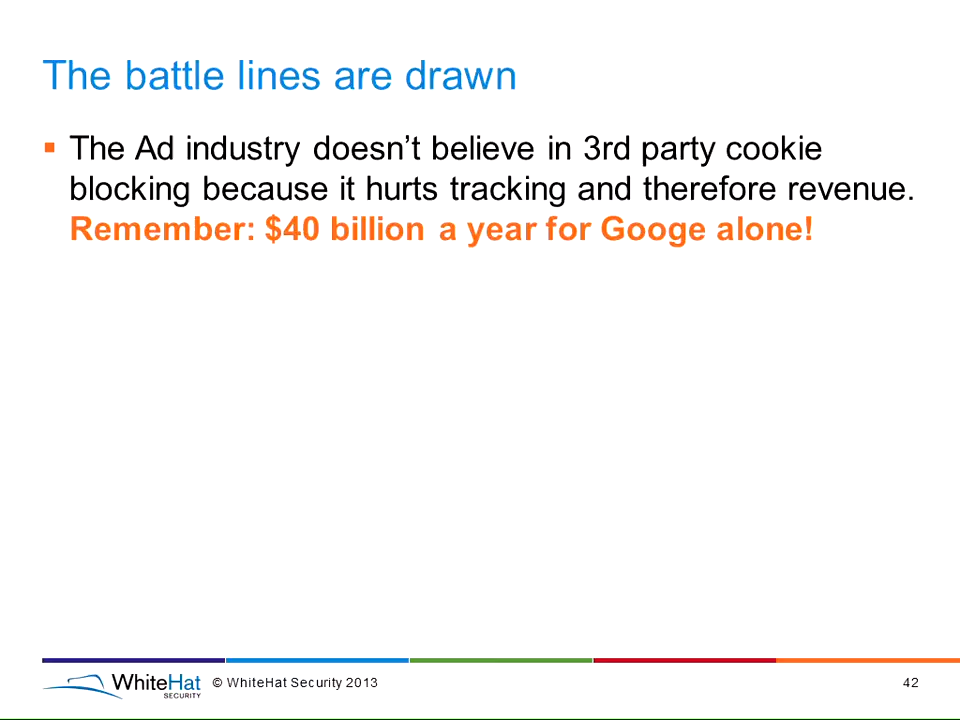 The battle lines are drawn
The Ad industry doesn’t believe in 3rd party cookie
blocking because it hurts tracking and therefore revenue.
Remember: $40 billion a year for Googe alone!
WhiteHat
SECURITY
© WhiteHat Security 2013
42